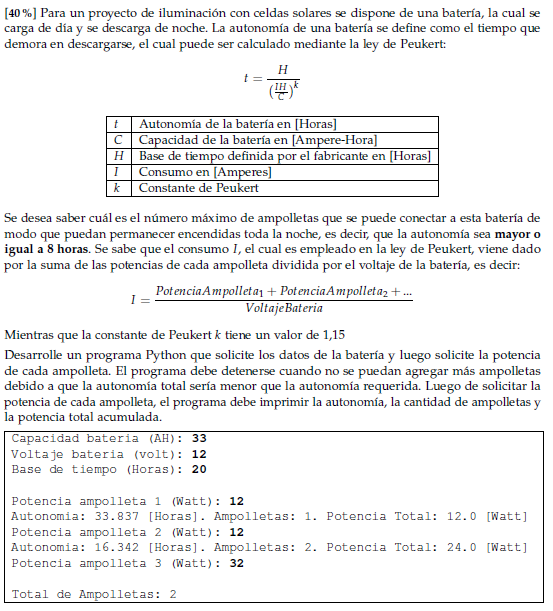 [40 %] Para un proyecto de iluminación con celdas solares se dispone de una batería, la cual se
carga de día y se descarga de noche. La autonomía de una batería se define como el tiempo que
demora en descargarse, el cual puede ser calculado mediante la ley de Peukert:
t = H / (IH/C)^k
t Autonomía de la batería en [Horas]
C Capacidad de la batería en [Ampere-Hora]
H Base de tiempo definida por el fabricante en [Horas]
I Consumo en [Amperes]
k Constante de Peukert
Se desea saber cuál es el número máximo de ampolletas que se puede conectar a esta batería de
modo que puedan permanecer encendidas toda la noche, es decir, que la autonomía sea mayor o
igual a 8 horas. Se sabe que el consumo I, el cual es empleado en la ley de Peukert, viene dado
por la suma de las potencias de cada ampolleta dividida por el voltaje de la batería, es decir:
I = PotenciaAmpolleta1 + PotenciaAmpolleta2 + ... / VoltajeBateria
Mientras que la constante de Peukert k tiene un valor de 1,15
Desarrolle un programa Python que solicite los datos de la batería y luego solicite la potencia
de cada ampolleta. El programa debe detenerse cuando no se puedan agregar más ampolletas
debido a que la autonomía total sería menor que la autonomía requerida. Luego de solicitar la
potencia de cada ampolleta, el programa debe imprimir la autonomía, la cantidad de ampolletas y
la potencia total acumulada.
Capacidad bateria (AH): 33
Voltaje bateria (volt): 12
Base de tiempo (Horas): 20
Potencia ampolleta 1 (Watt): 12
Autonomia: 33.837 [Horas]. Ampolletas: 1. Potencia Total: 12.0 [Watt]
Potencia ampolleta 2 (Watt): 12
Autonomia: 16.342 [Horas]. Ampolletas: 2. Potencia Total: 24.0 [Watt]
Potencia ampolleta 3 (Watt): 32
Total de Ampolletas: 2